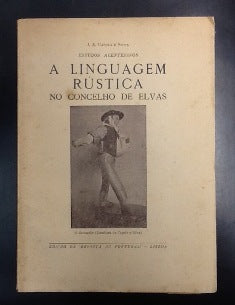 J. A. Capela e Silva
ESTUDOS ALENTEJANOS
A LINGUAGEM
RÚSTICA
NO CONCELHO DE ELVAS
EDIÇÃO DA «REVISTA DE PORTUGAL» — LISBOA